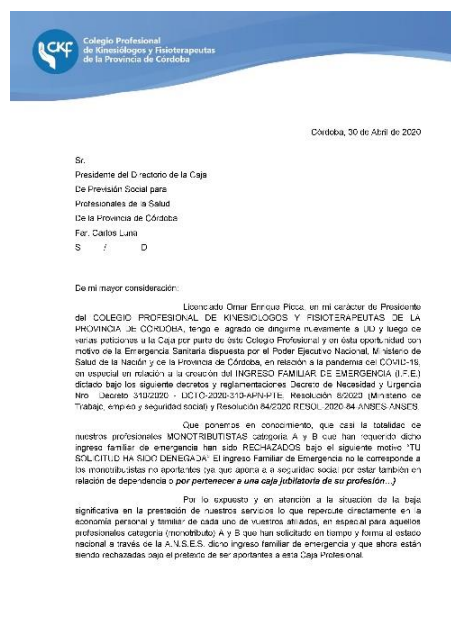 CKF
Colegio Profesional
de Kinesiólogos y Fisioterapeutas
de la Provincia de Córdoba
Córdoba, 30 de Abril de 2020
Sr.
Presidente del Directorio de la Caja
De Previsión Social para
Profesionales de la Salud
De la Provincia de Córdoba
Far. Carlos Luna
S / D
De mi mayor consideración:
Licenciado Omar Enrique Picca, en mi carácter de Presidente
del COLEGIO PROFESIONAL DE KINESIOLOGOS Y FISIOTERAPEUTAS DE LA
PROVINCIA DE CORDOBA, tengo el agrado de dirigirme nuevamente a UD y luego de
varias peticiones a la Caja por parte de éste Colegio Profesional y en ésta oportunidad con
motivo de la Emergencia Sanitaria dispuesta por el Poder Ejecutivo Nacional, Ministerio de
Salud de la Nación y de la Provincia de Córdoba, en relación a la pandemia del COVID-19,
en especial en relación a la creación del INGRESO FAMILIAR DE EMERGENCIA (I.F.E.)
dictado bajo los siguiente decretos y reglamentaciones Decreto de Necesidad y Urgencia
Nro Decreto 310/2020 - DCTO-2020-310-APN-PTE, Resolución 8/2020 (Ministerio de
Trabajo, empleo y seguridad social) y Resolución 84/2020 RESOL-2020-84-ANSES-ANSES.
Que ponemos en conocimiento, que casi la totalidad de
nuestros profesionales MONOTRIBUTISTAS categoría A y B que han requerido dicho
ingreso familiar de emergencia han sido RECHAZADOS bajo el siguiente motivo "TU
SOLICITUD HA SIDO DENEGADA" El ingreso Familiar de Emergencia no le corresponde a
los monotributistas no aportantes (ya que aporta a a seguridad social por estar también en
relación de dependencia o por pertenecer a una caja jubilatoria de su profesión...)
Por lo expuesto y en atención a la situación de la baja
significativa en la prestación de nuestros servicios lo que repercute directamente en la
economía personal y familiar de cada uno de vuestros afiliados, en especial para aquellos
profesionales categoría (monotributo) A y B que han solicitado en tiempo y forma al estado
nacional a través de la A.N.S.E.S. dicho ingreso familiar de emergencia y que ahora están
siendo rechazadas bajo el pretexto de ser aportantes a esta Caja Profesional.